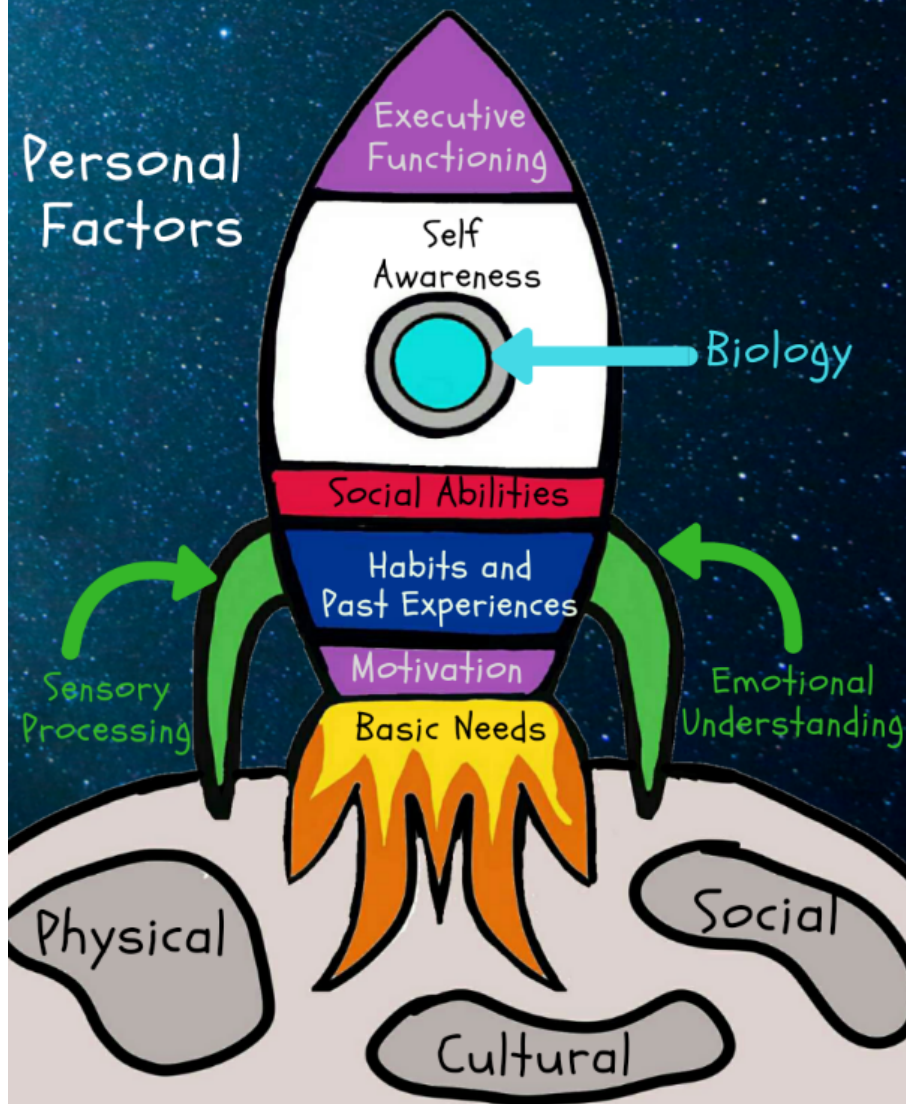 Executive
Functioning
Personal
Factors
Self
Awareness
Biology
Social Abilities
Habits and
Past Experiences
Motivation
Sensory
Processing
Emotional
Understanding
Basic Needs
Physical
Social
Cultural